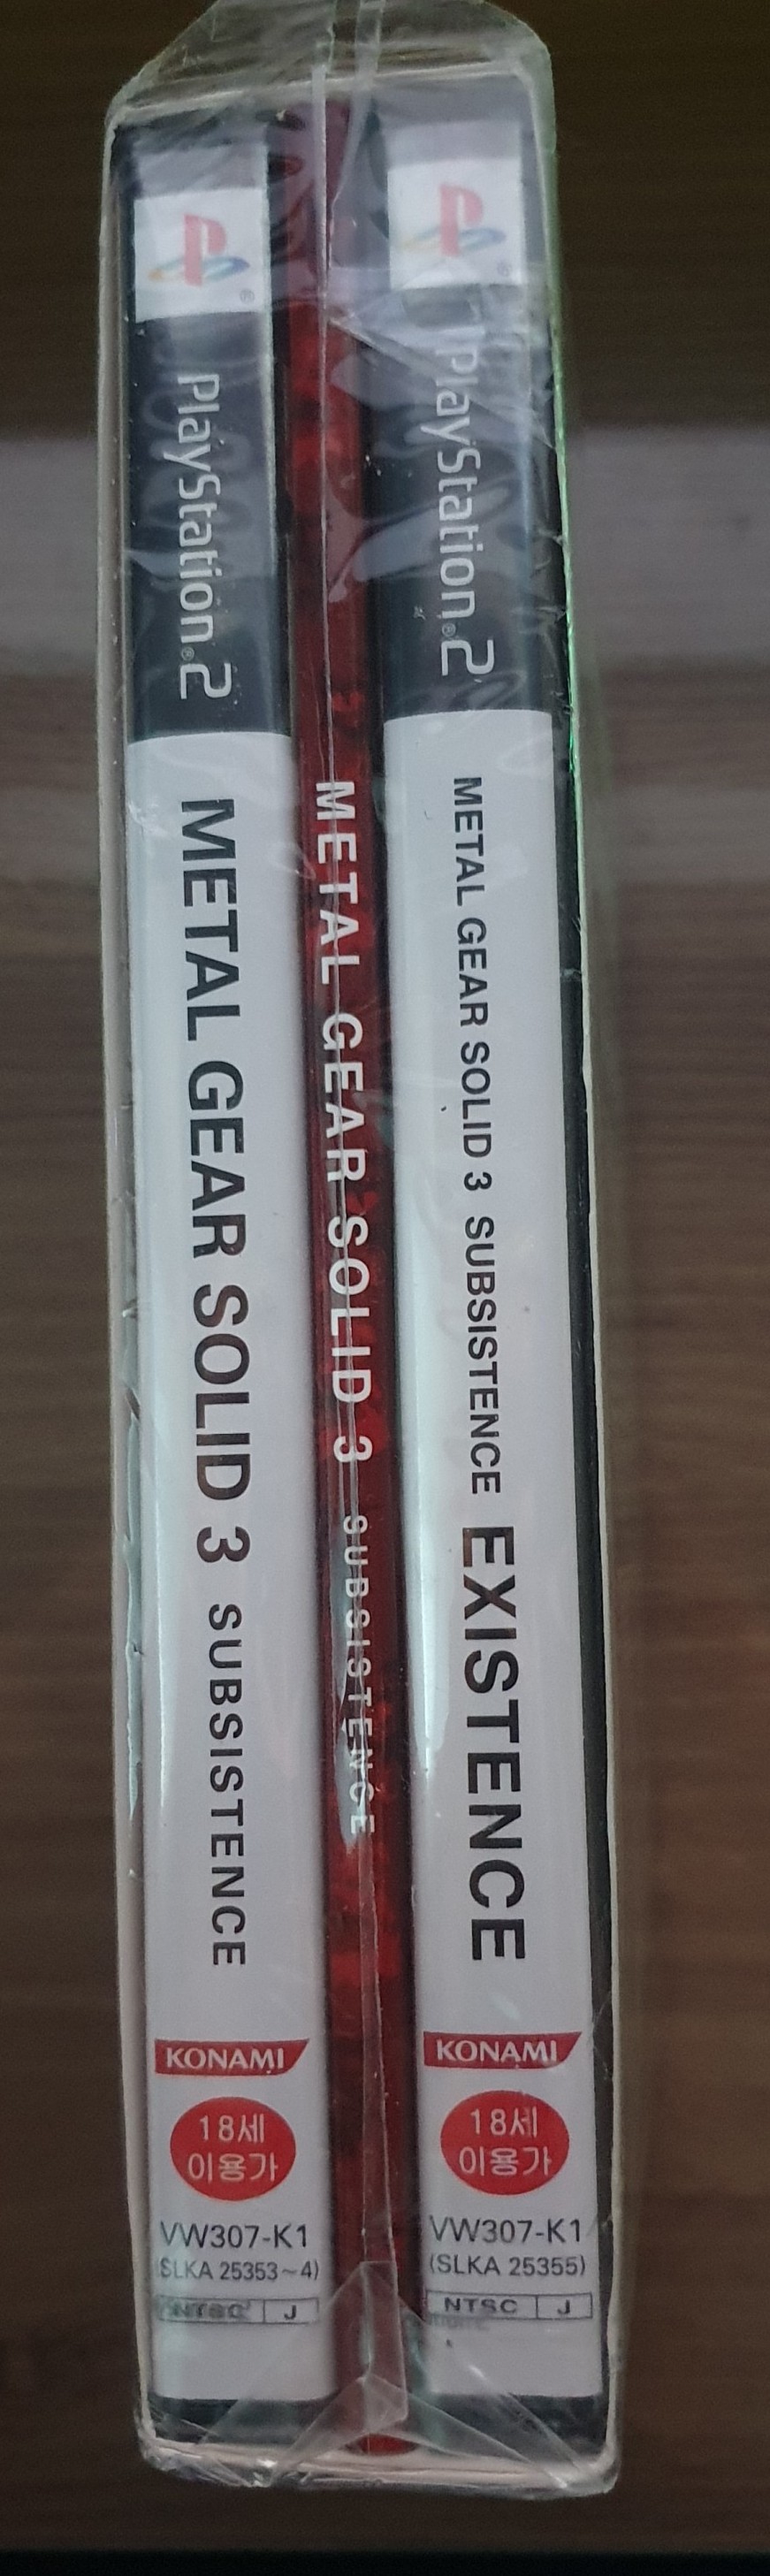 PlayStation®2
METAL GEAR SOLID 3 SUBSISTENCE
KONAMI
18세
이용가
VW307-K1
(SLKA 25353~4)
NTSC J
METAL GEAR SOLID 3 SUBSISTENCE
PlayStation®2
METAL GEAR SOLID 3 SUBSISTENCE EXISTENCE
KONAMI
18세
이용가
VW307-K1
(SLKA 25355)
NTSC J